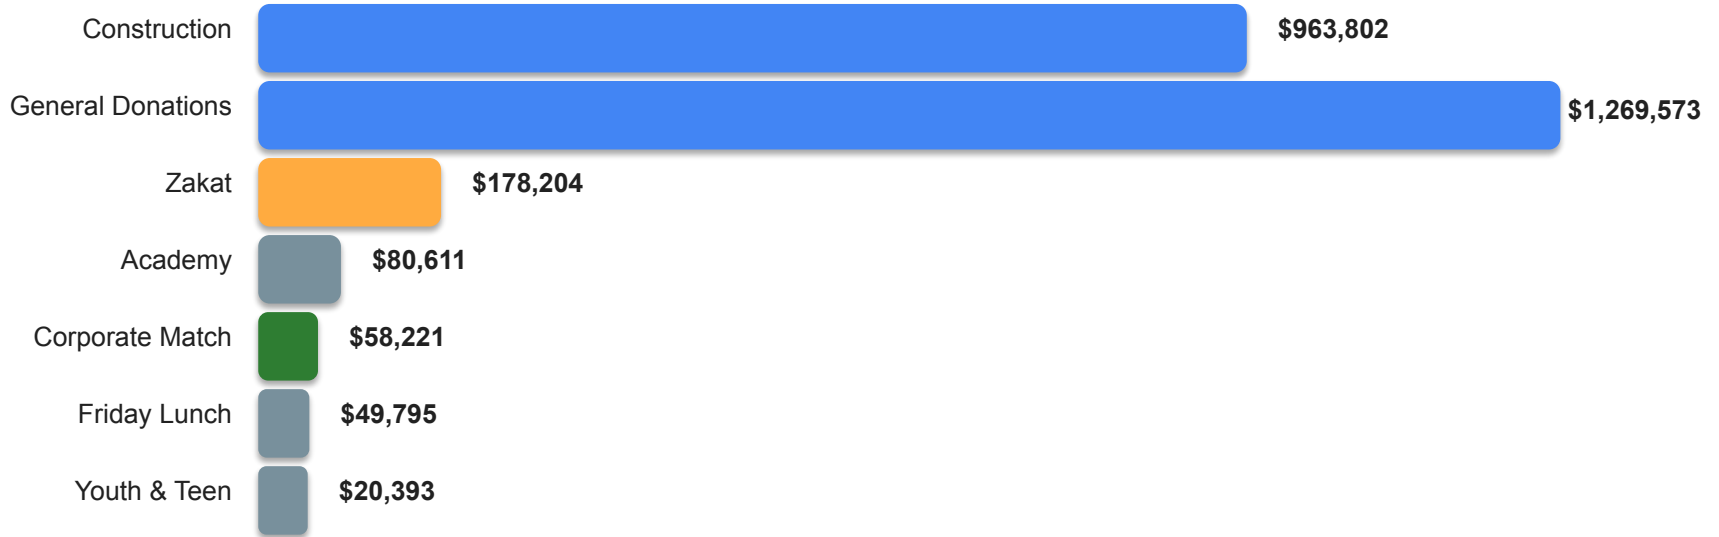 Construction $963,802
General Donations $1,269,573
Zakat $178,204
Academy $80,611
Corporate Match $58,221
Friday Lunch $49,795
Youth & Teen $20,393